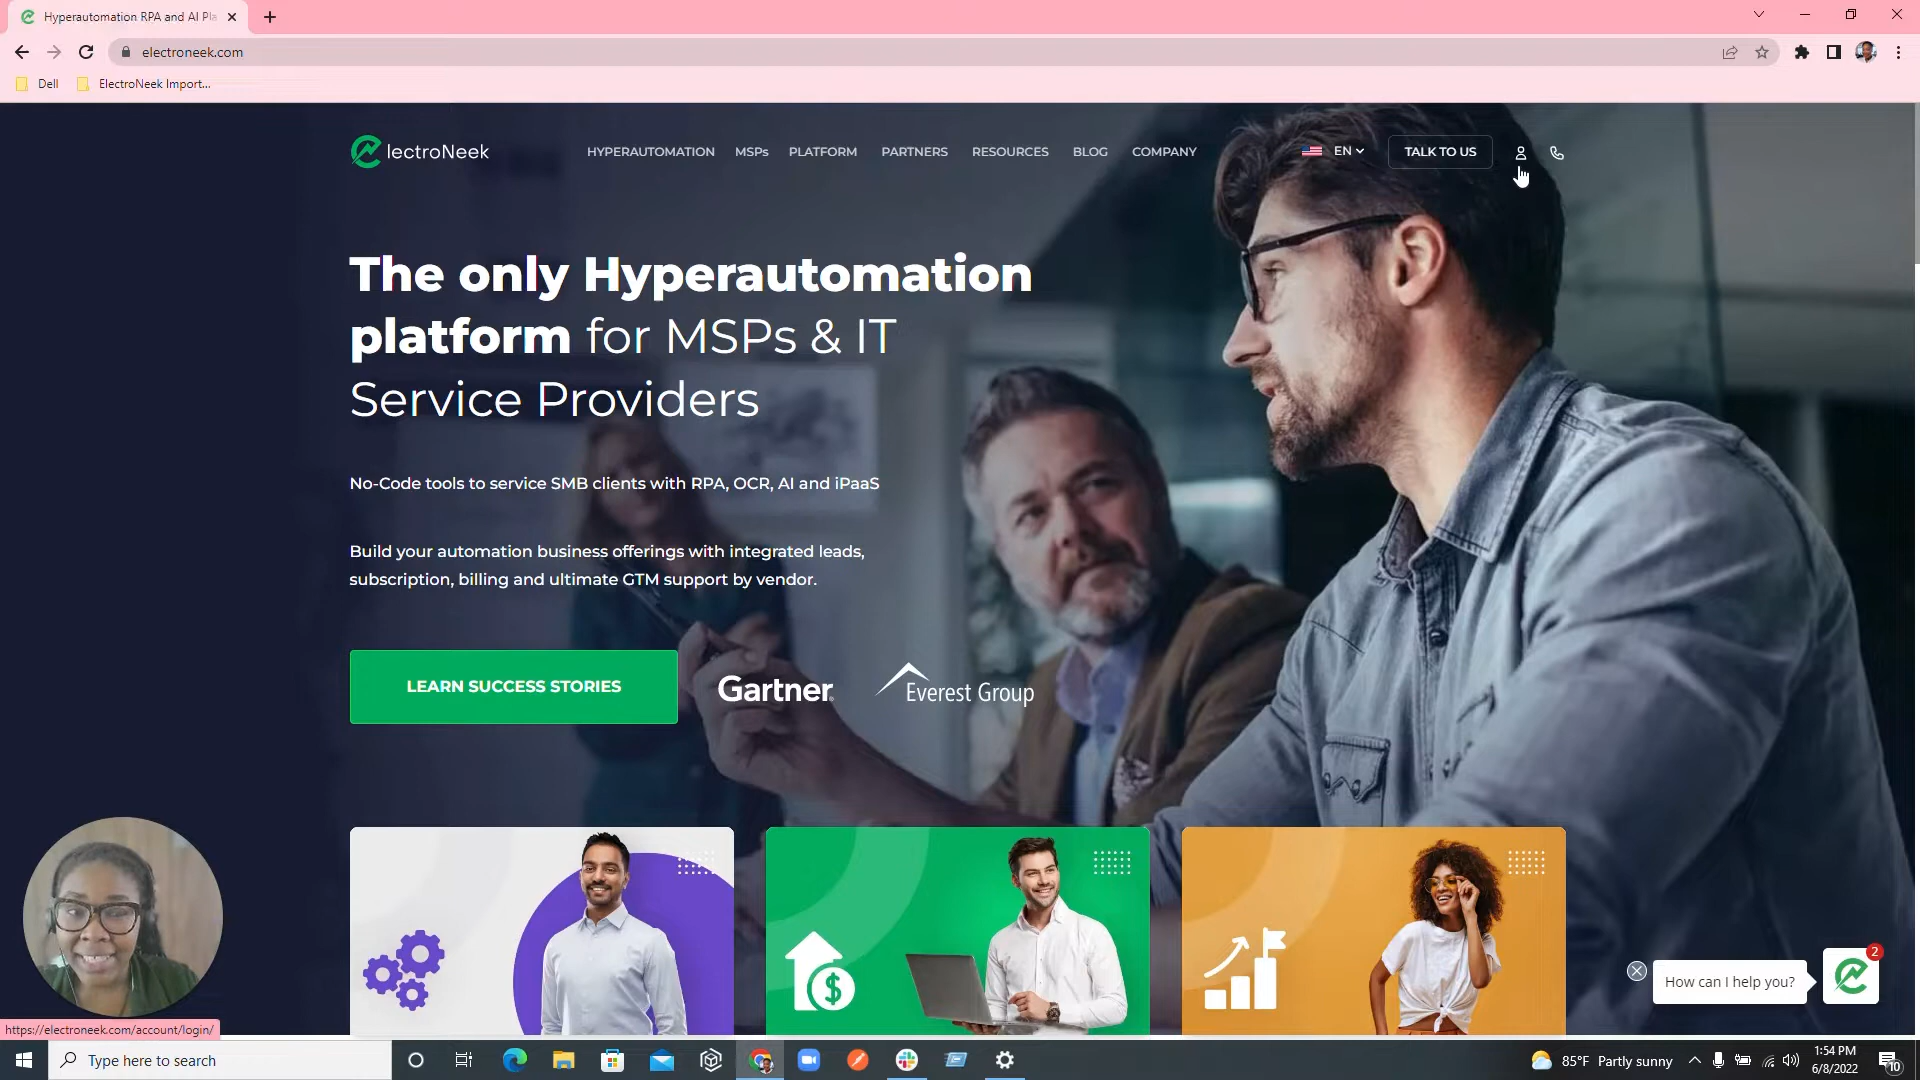 Hyperautomation RPA and AI Pla
electroneek.com
Dell
ElectroNeek Import...
lectroNeek
HYPERAUTOMATION MSPs PLATFORM PARTNERS RESOURCES BLOG COMPANY
EN
TALK TO US
The only Hyperautomation
platform for MSPs & IT
Service Providers
No-Code tools to service SMB clients with RPA, OCR, AI and iPaaS
Build your automation business offerings with integrated leads,
subscription, billing and ultimate GTM support by vendor.
LEARN SUCCESS STORIES
Gartner
Everest Group
$
2
How can I help you?
https://electroneek.com/account/login/
Type here to search
85°F Partly sunny
1:54 PM
6/8/2022
10